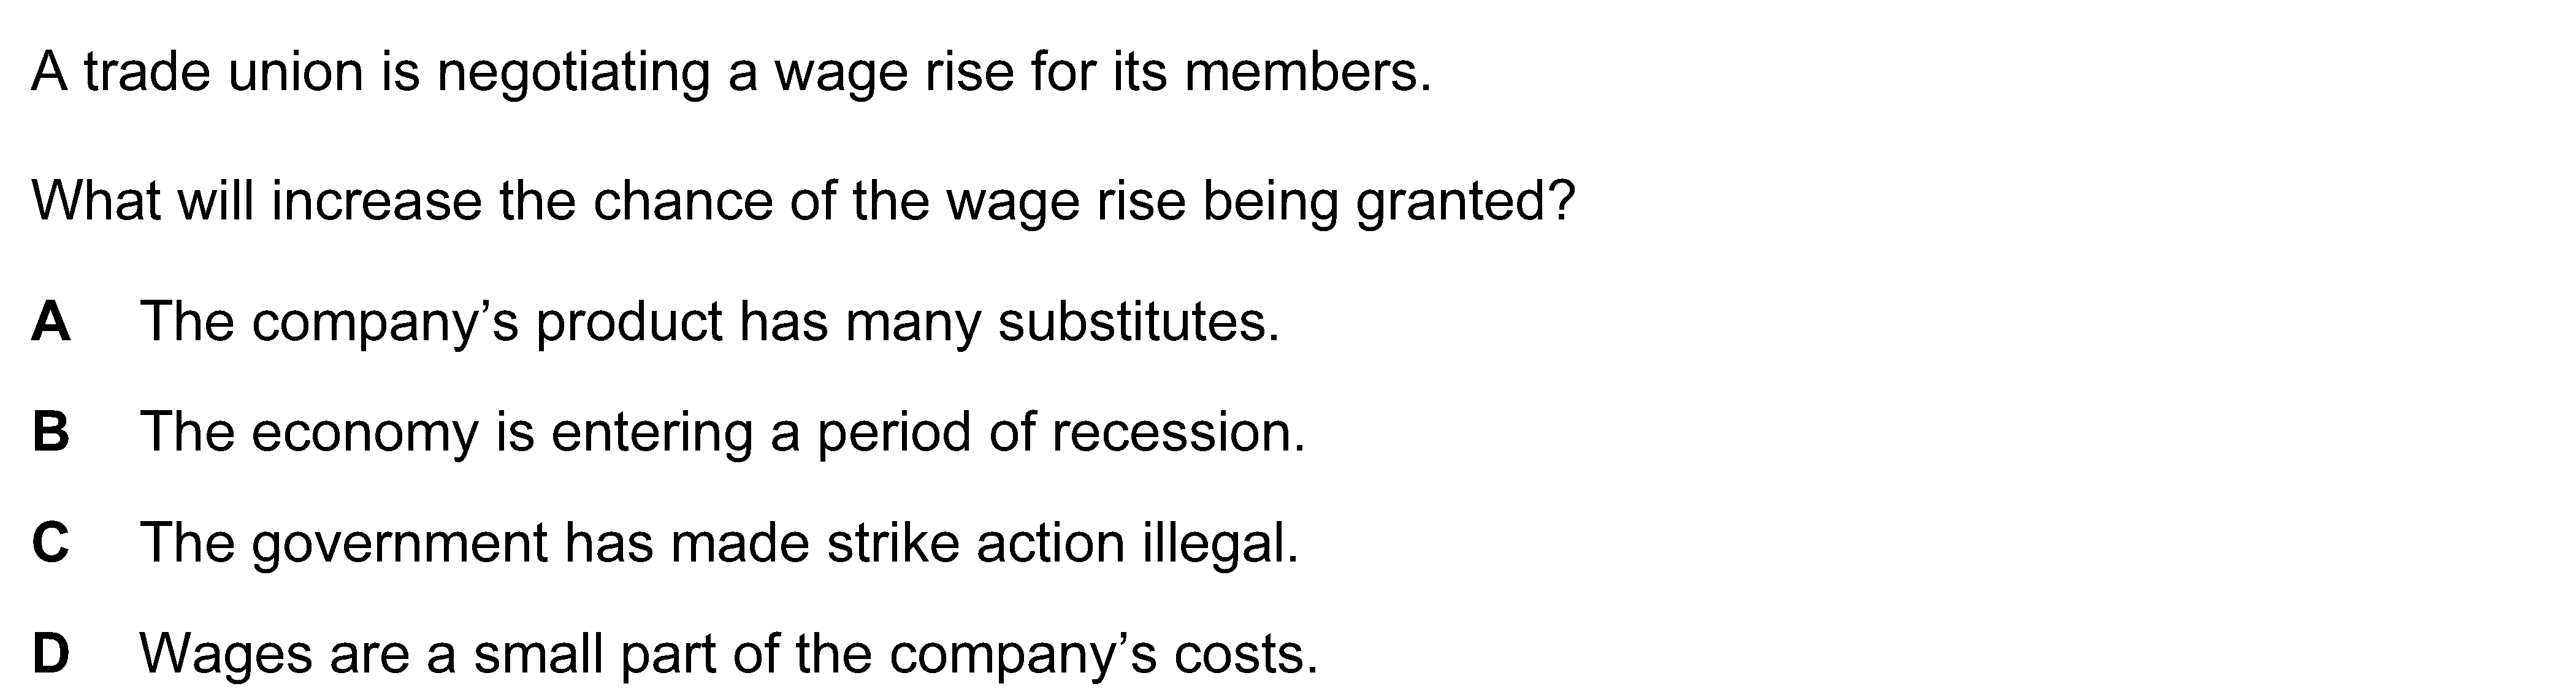 A trade union is negotiating a wage rise for its members.
What will increase the chance of the wage rise being granted?
A The company’s product has many substitutes.
B The economy is entering a period of recession.
C The government has made strike action illegal.
D Wages are a small part of the company’s costs.